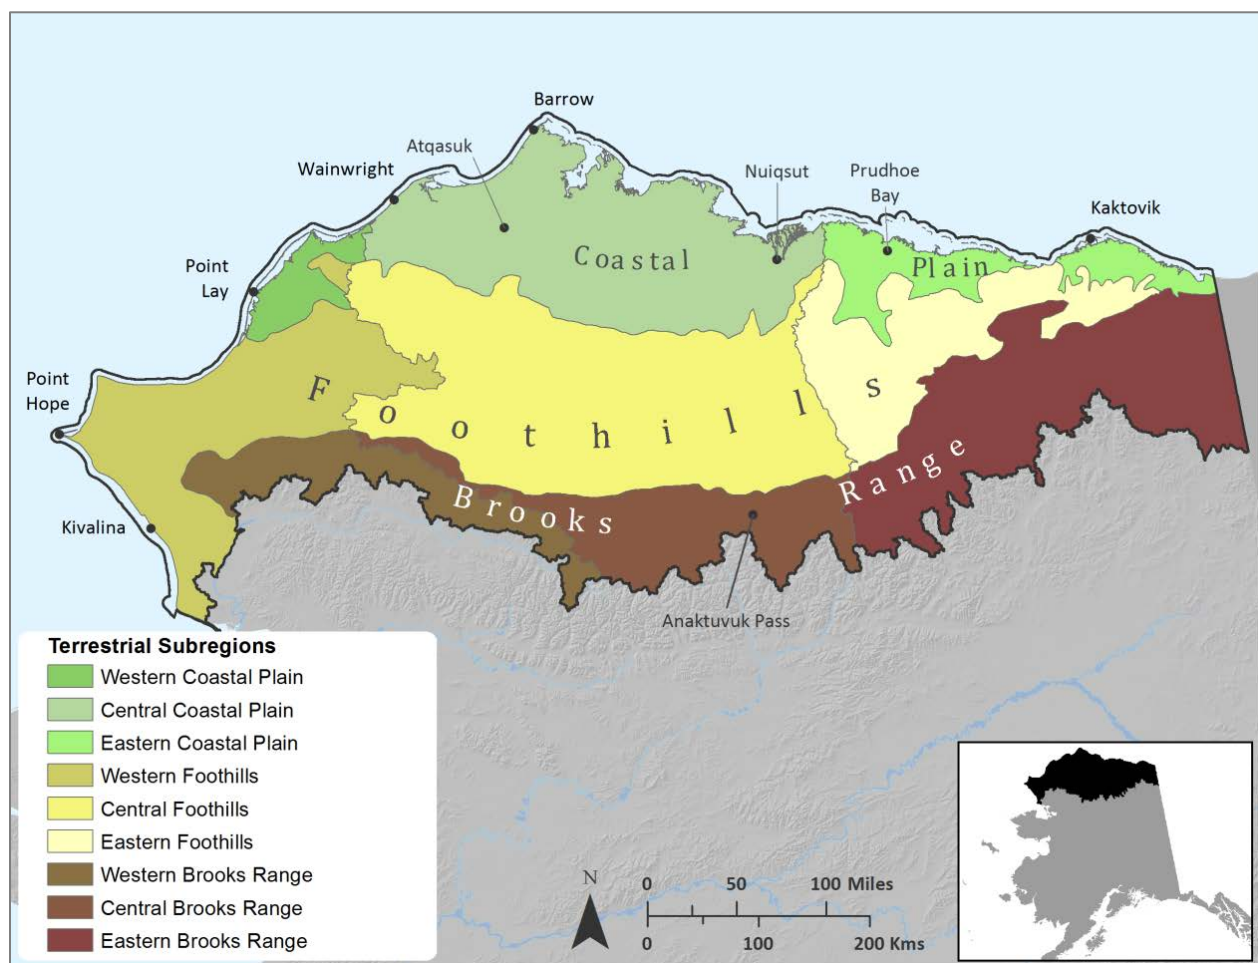 Barrow
Atqasuk
Wainwright
Nuiqsut
Prudhoe
Bay
Kaktovik
Coastal
Plain
Point
Lay
Point
Hope
Foothills
Brooks
Range
Kivalina
Anaktuvuk Pass
Terrestrial Subregions
Western Coastal Plain
Central Coastal Plain
Eastern Coastal Plain
Western Foothills
Central Foothills
Eastern Foothills
Western Brooks Range
Central Brooks Range
Eastern Brooks Range
N
0 50 100 Miles
0 100 200 Kms